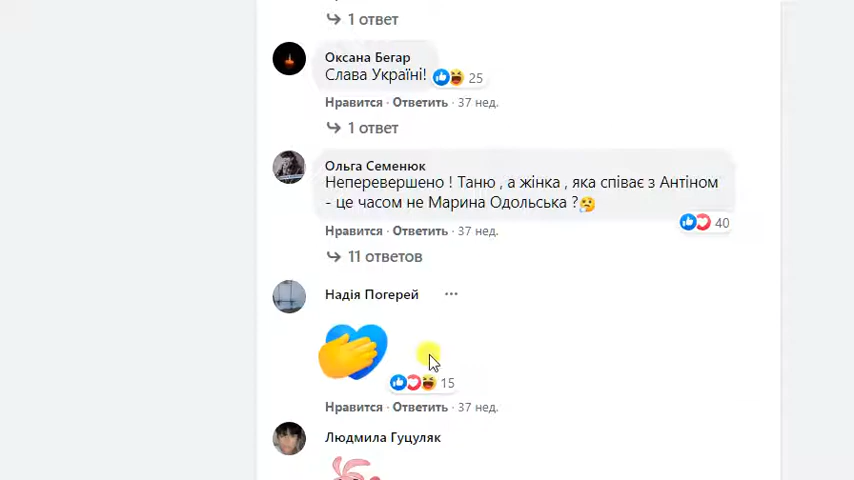 1 ответ
Оксана Бегар
Слава Україні!
25
Нравится · Ответить · 37 нед.
1 ответ
Ольга Семенюк
Неперевершено ! Таню , а жінка , яка співає з Антіном
- це часом не Марина Одольська ?
40
Нравится · Ответить · 37 нед.
11 ответов
Надія Погерей
15
Нравится · Ответить · 37 нед.
Людмила Гуцуляк